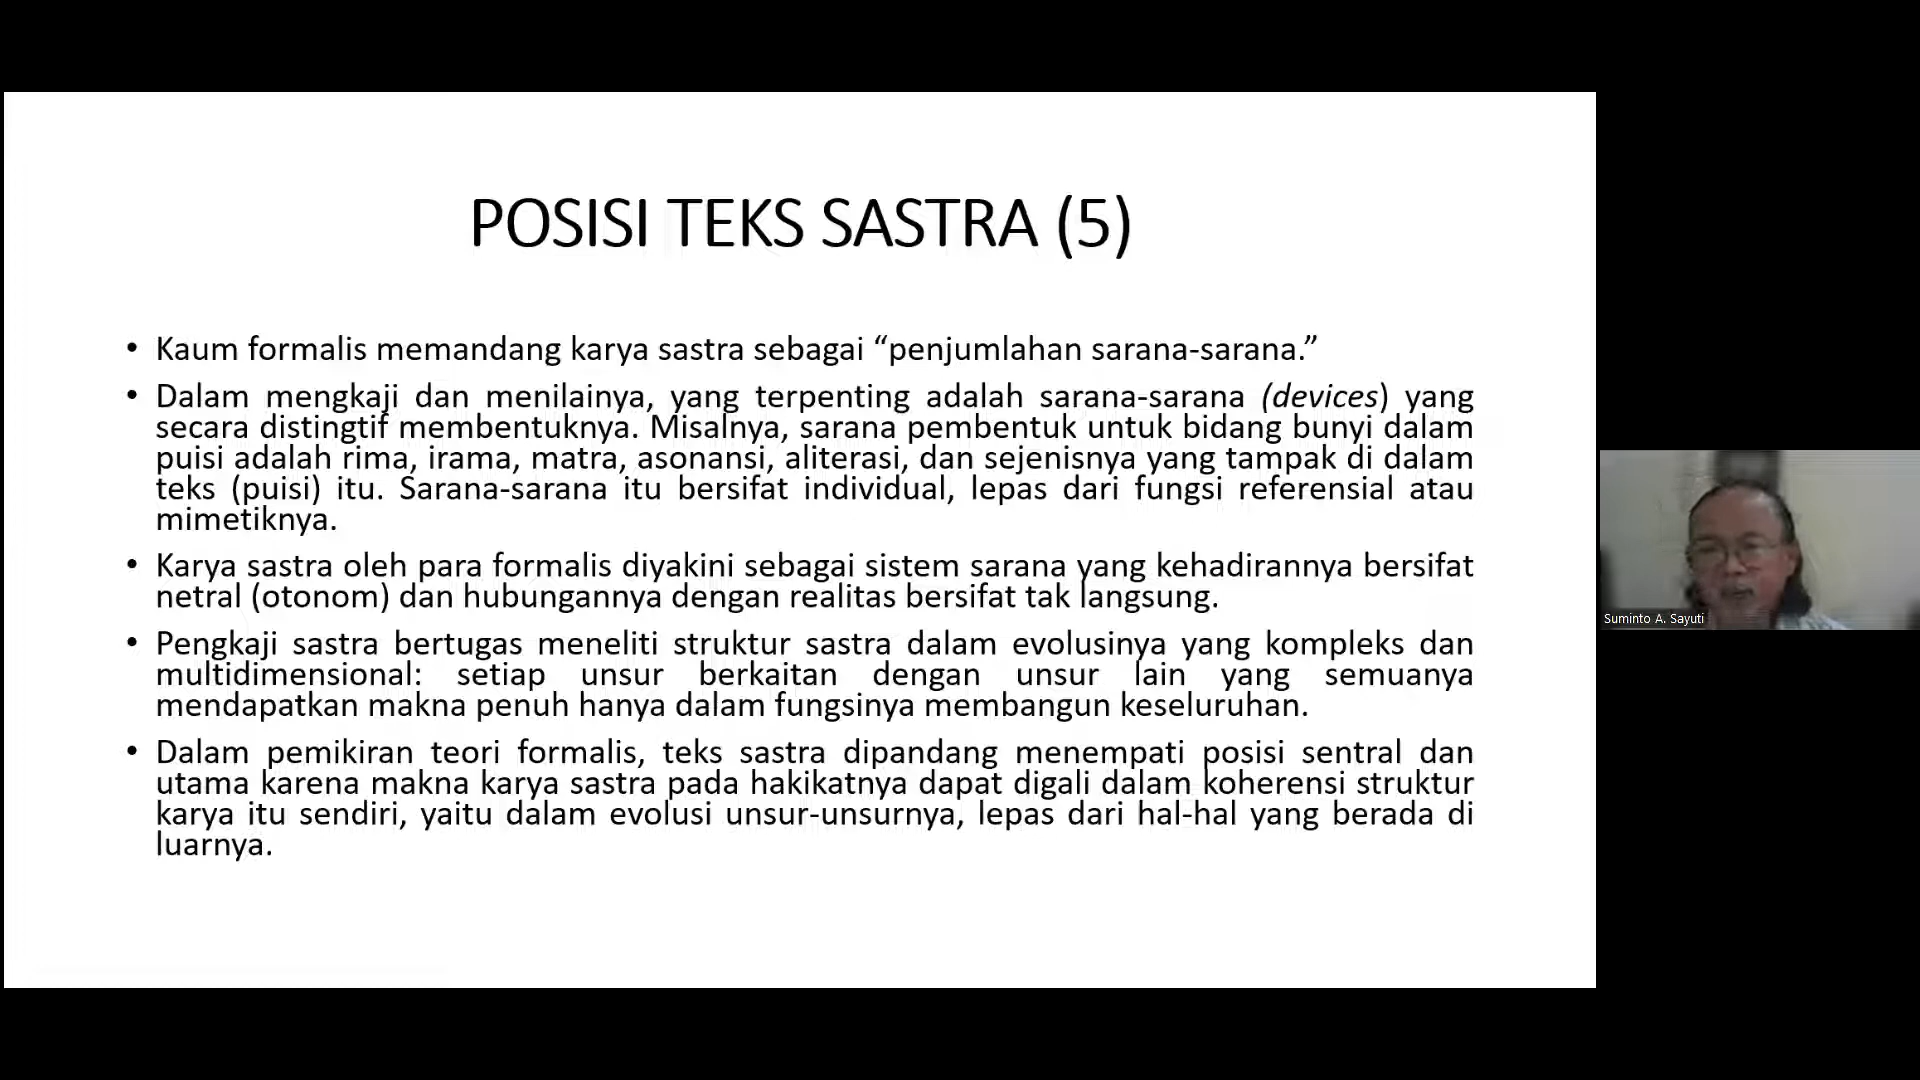 POSISI TEKS SASTRA (5)
• Kaum formalis memandang karya sastra sebagai “penjumlahan sarana-sarana.”
• Dalam mengkaji dan menilainya, yang terpenting adalah sarana-sarana (devices) yang
secara distingtif membentuknya. Misalnya, sarana pembentuk untuk bidang bunyi dalam
puisi adalah rima, irama, matra, asonansi, aliterasi, dan sejenisnya yang tampak di dalam
teks (puisi) itu. Sarana-sarana itu bersifat individual, lepas dari fungsi referensial atau
mimetiknya.
• Karya sastra oleh para formalis diyakini sebagai sistem sarana yang kehadirannya bersifat
netral (otonom) dan hubungannya dengan realitas bersifat tak langsung.
• Pengkaji sastra bertugas meneliti struktur sastra dalam evolusinya yang kompleks dan
multidimensional: setiap unsur berkaitan dengan unsur lain yang semuanya
mendapatkan makna penuh hanya dalam fungsinya membangun keseluruhan.
• Dalam pemikiran teori formalis, teks sastra dipandang menempati posisi sentral dan
utama karena makna karya sastra pada hakikatnya dapat digali dalam koherensi struktur
karya itu sendiri, yaitu dalam evolusi unsur-unsurnya, lepas dari hal-hal yang berada di
luarnya.
Suminto A. Sayuti